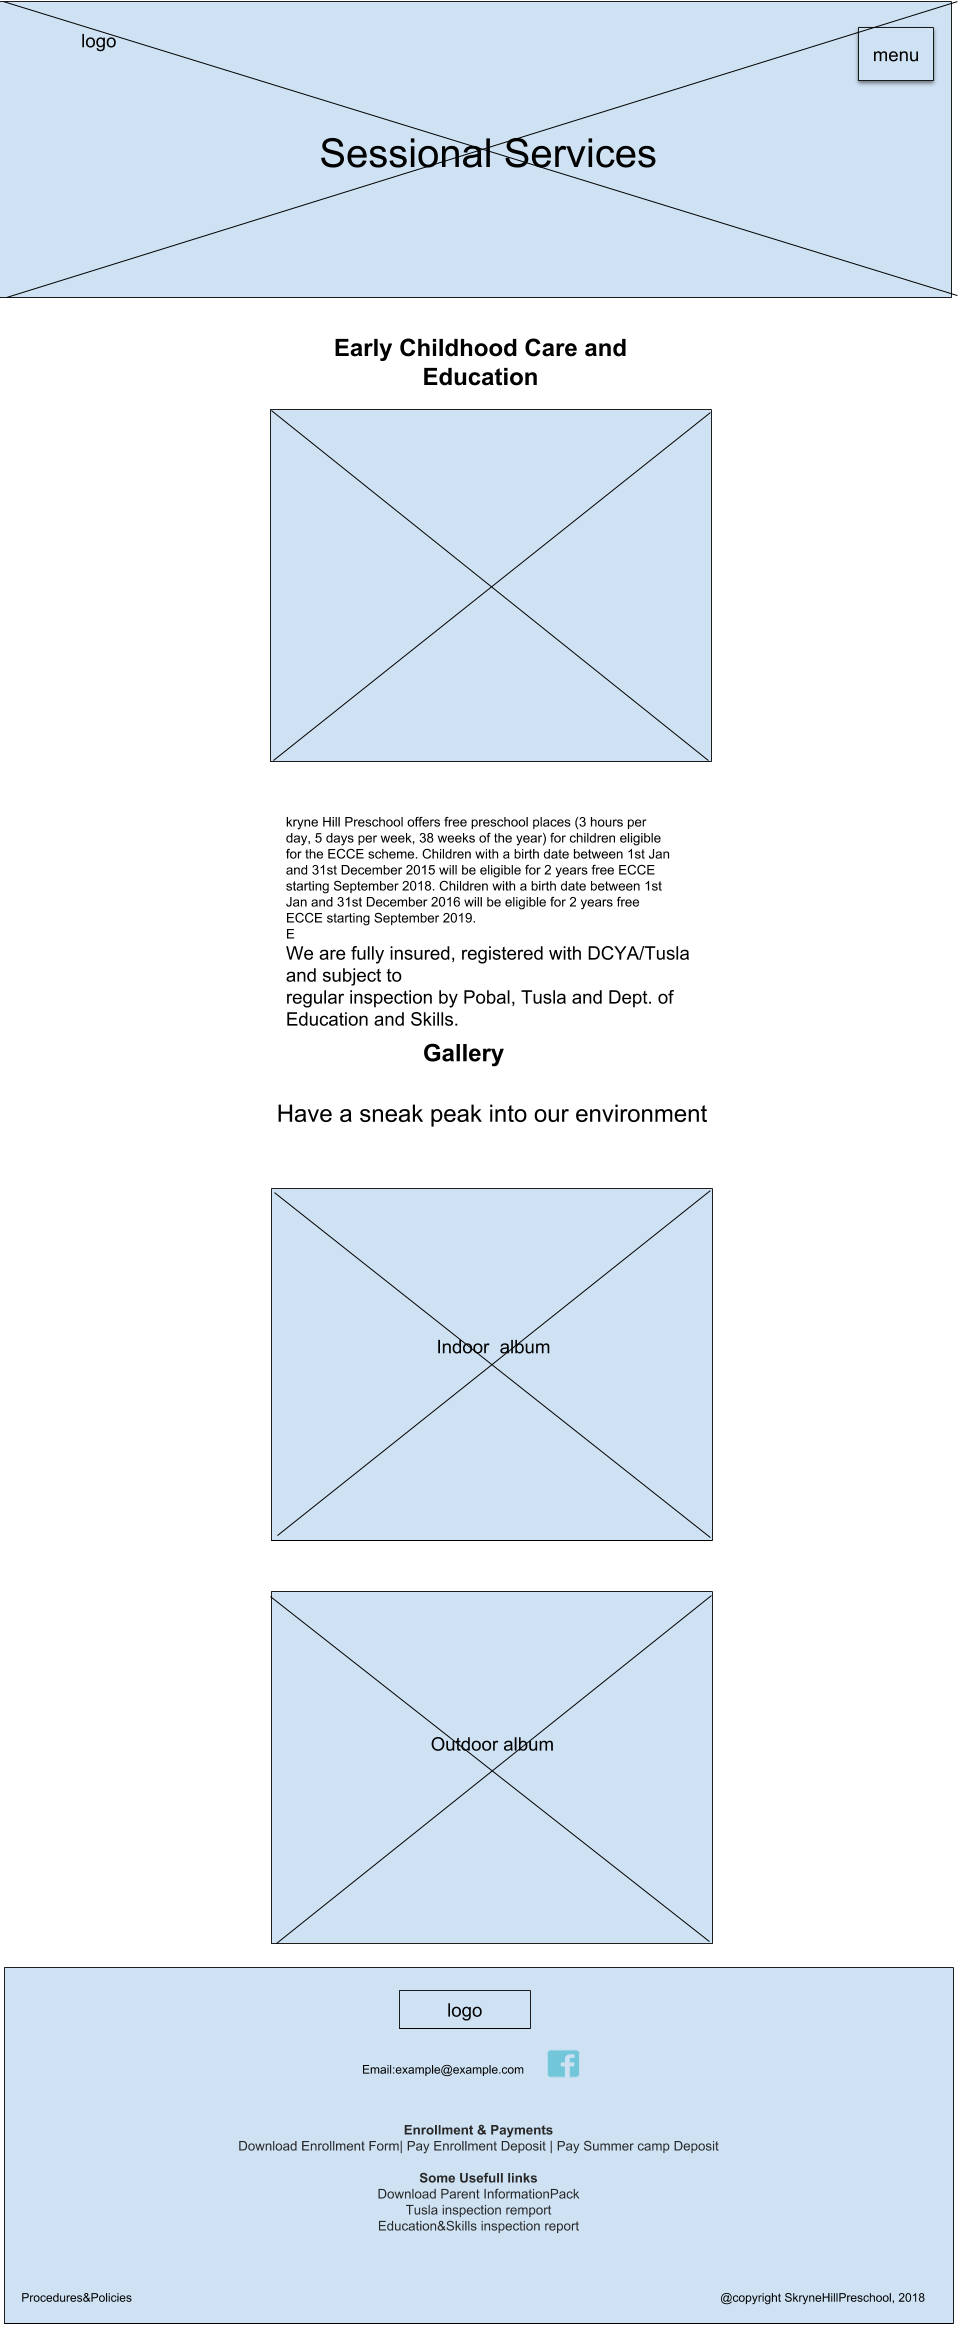 logo
menu
Sessional Services
Early Childhood Care and
Education
kryne Hill Preschool offers free preschool places (3 hours per
day, 5 days per week, 38 weeks of the year) for children eligible
for the ECCE scheme. Children with a birth date between 1st Jan
and 31st December 2015 will be eligible for 2 years free ECCE
starting September 2018. Children with a birth date between 1st
Jan and 31st December 2016 will be eligible for 2 years free
ECCE starting September 2019.
E
We are fully insured, registered with DCYA/Tusla
and subject to
regular inspection by Pobal, Tusla and Dept. of
Education and Skills.
Gallery
Have a sneak peak into our environment
Indoor  album
Outdoor album
logo
Email:example@example.com
Enrollment & Payments
Download Enrollment Form| Pay Enrollment Deposit | Pay Summer camp Deposit
Some Usefull links
Download Parent InformationPack
Tusla inspection remport
Education&Skills inspection report
Procedures&Policies
@copyright SkryneHillPreschool, 2018